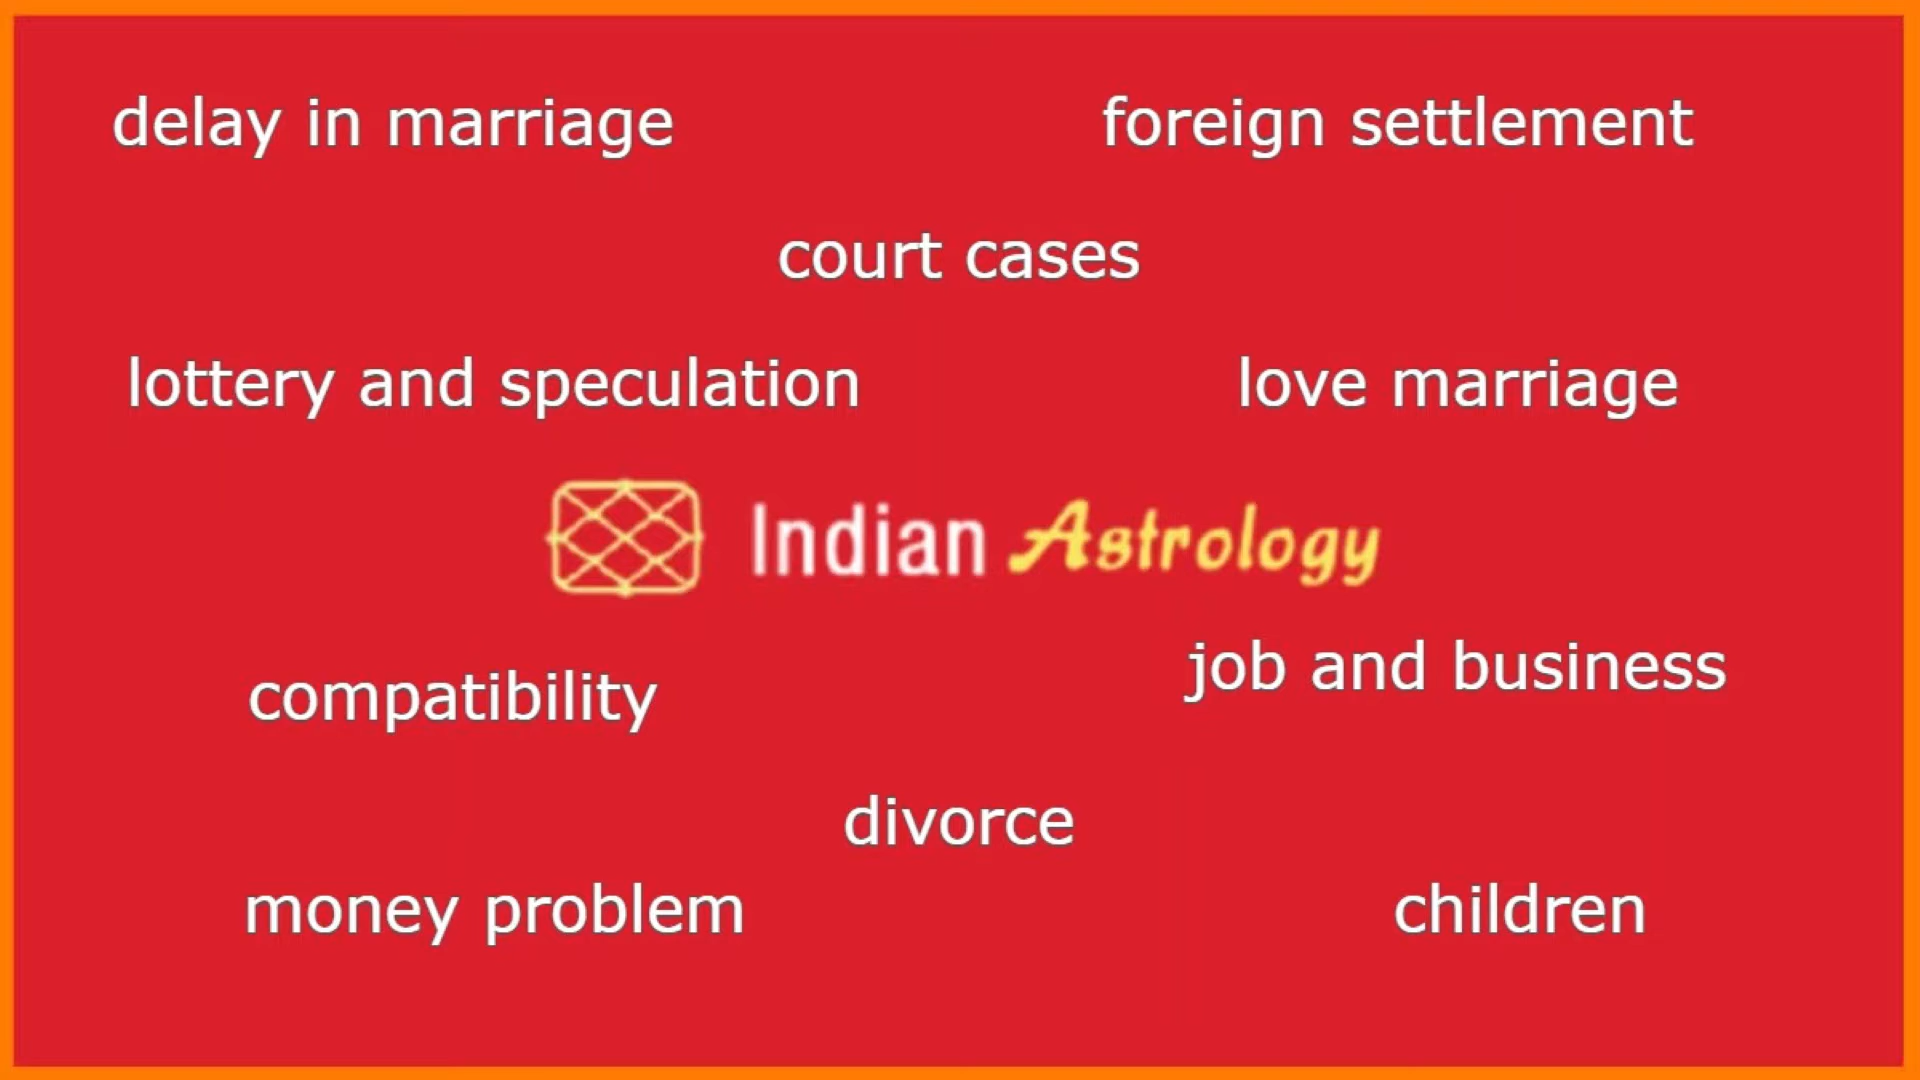 delay in marriage
foreign settlement
court cases
lottery and speculation
love marriage
Indian Astrology
job and business
compatibility
divorce
money problem
children